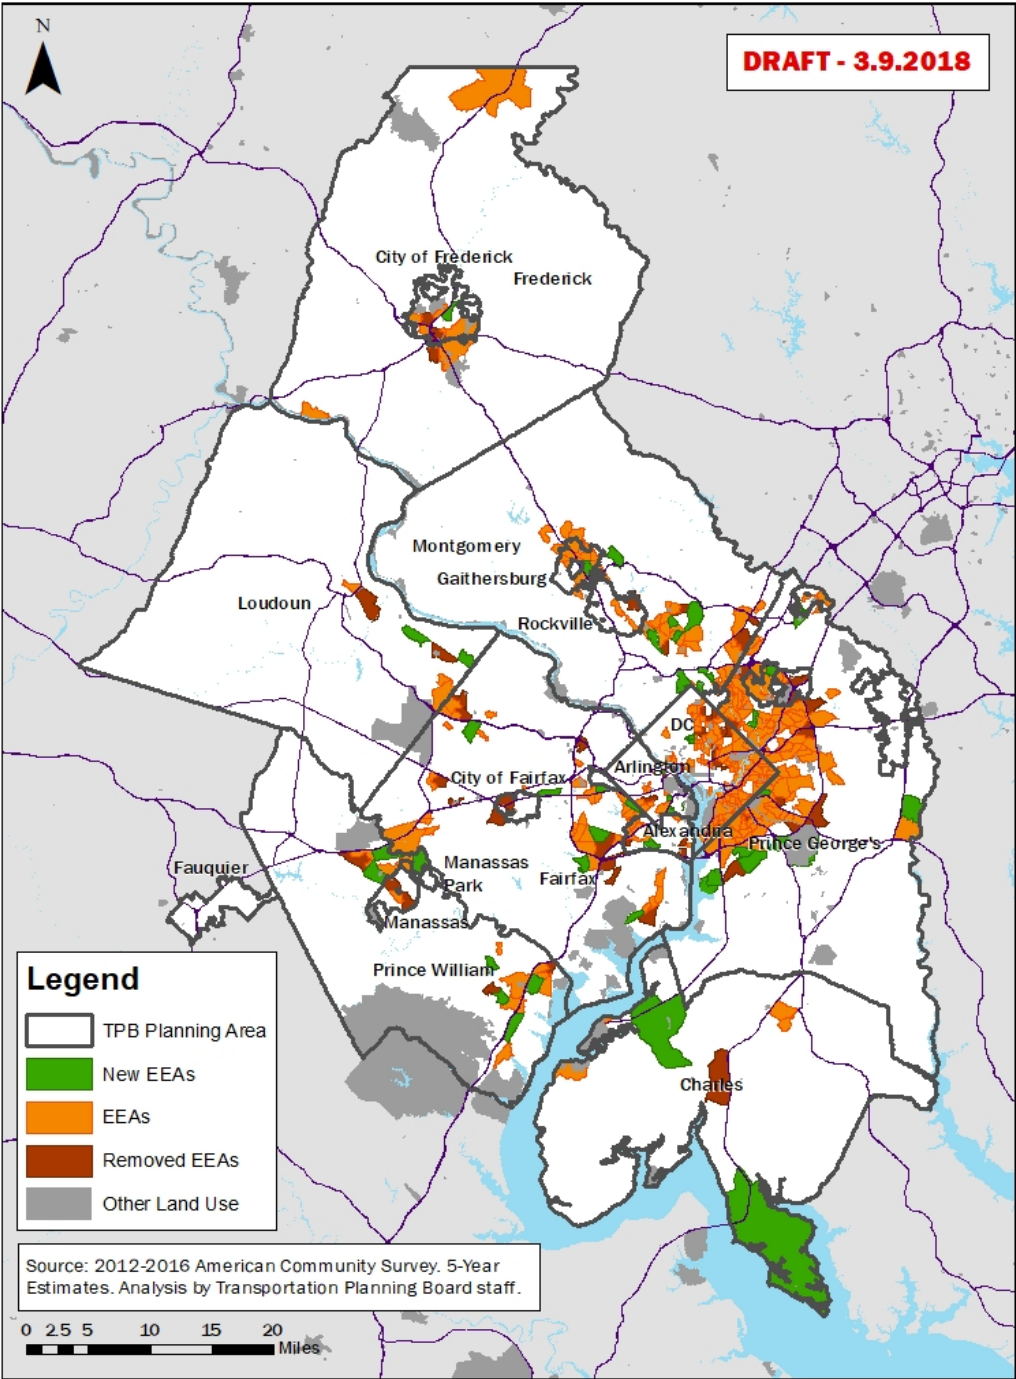 N
DRAFT - 3.9.2018
City of Frederick
Frederick
Montgomery
Gaithersburg
Loudoun
Rockville
DC
Arlington
City of Fairfax
Alexandria
Prince George's
Fauquier
Manassas
Park
Fairfax
Manassas
Prince William
Charles
Legend
TPB Planning Area
New EEAs
EEAs
Removed EEAs
Other Land Use
Source: 2012-2016 American Community Survey. 5-Year
Estimates. Analysis by Transportation Planning Board staff.
0 2.5 5 10 15 20
Miles